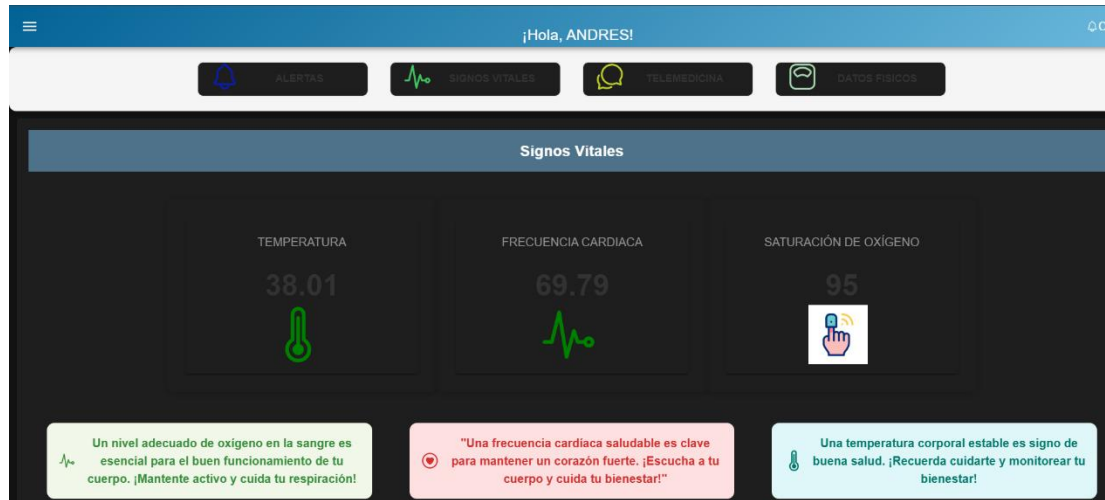 ¡Hola, ANDRES!
ALERTAS
SIGNOS VITALES
TELEMEDICINA
DATOS FISICOS
Signos Vitales
TEMPERATURA
38.01
FRECUENCIA CARDIACA
69.79
SATURACIÓN DE OXÍGENO
95
Un nivel adecuado de oxígeno en la sangre es
esencial para el buen funcionamiento de tu
cuerpo. ¡Mantente activo y cuida tu respiración!
"Una frecuencia cardíaca saludable es clave
para mantener un corazón fuerte. ¡Escucha a tu
cuerpo y cuida tu bienestar!"
Una temperatura corporal estable es signo de
buena salud. ¡Recuerda cuidarte y monitorear tu
bienestar!